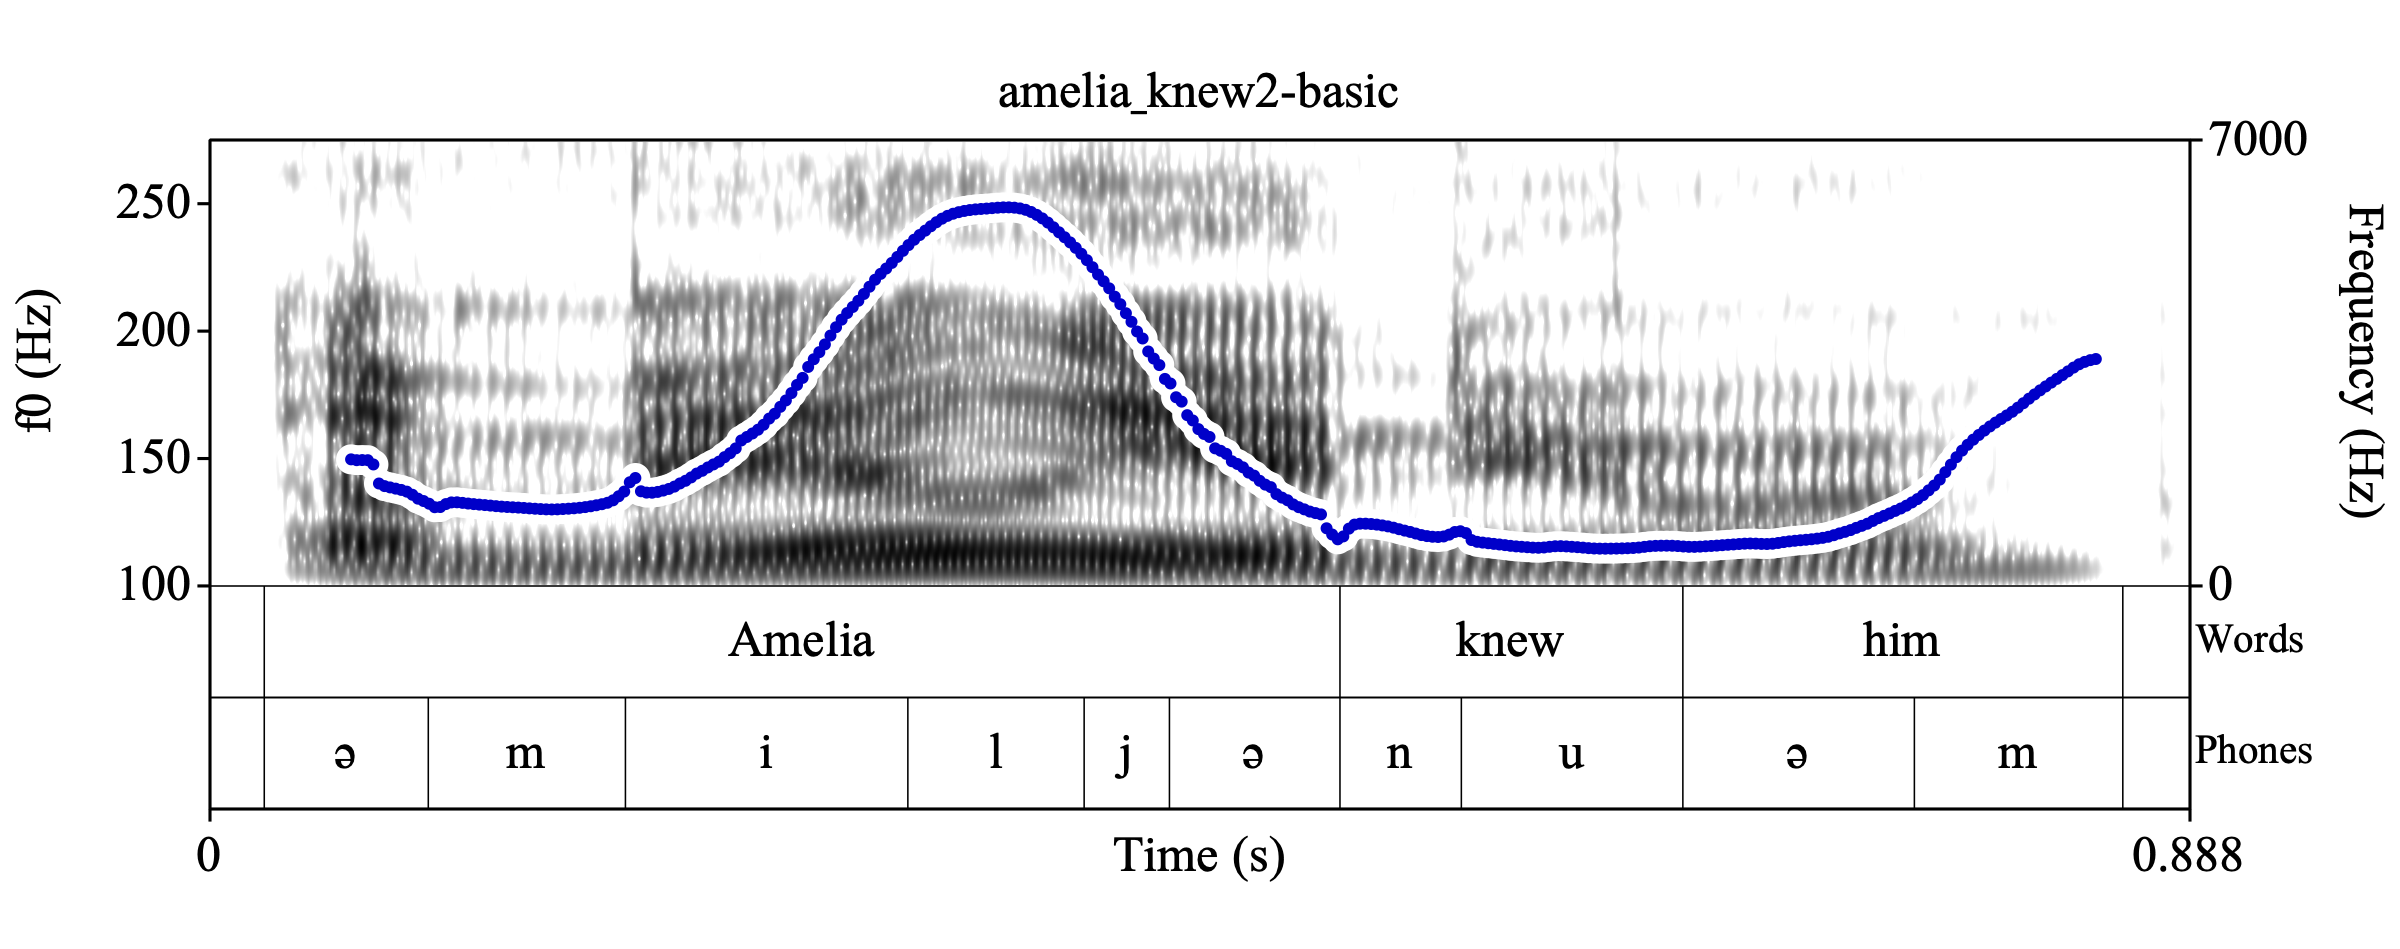 amelia_knew2-basic
7000
250
200
150
100
0
f0 (Hz)
Frequency (Hz)
Amelia knew him Words
ə m i l j ə n u ə m Phones
0 Time (s) 0.888